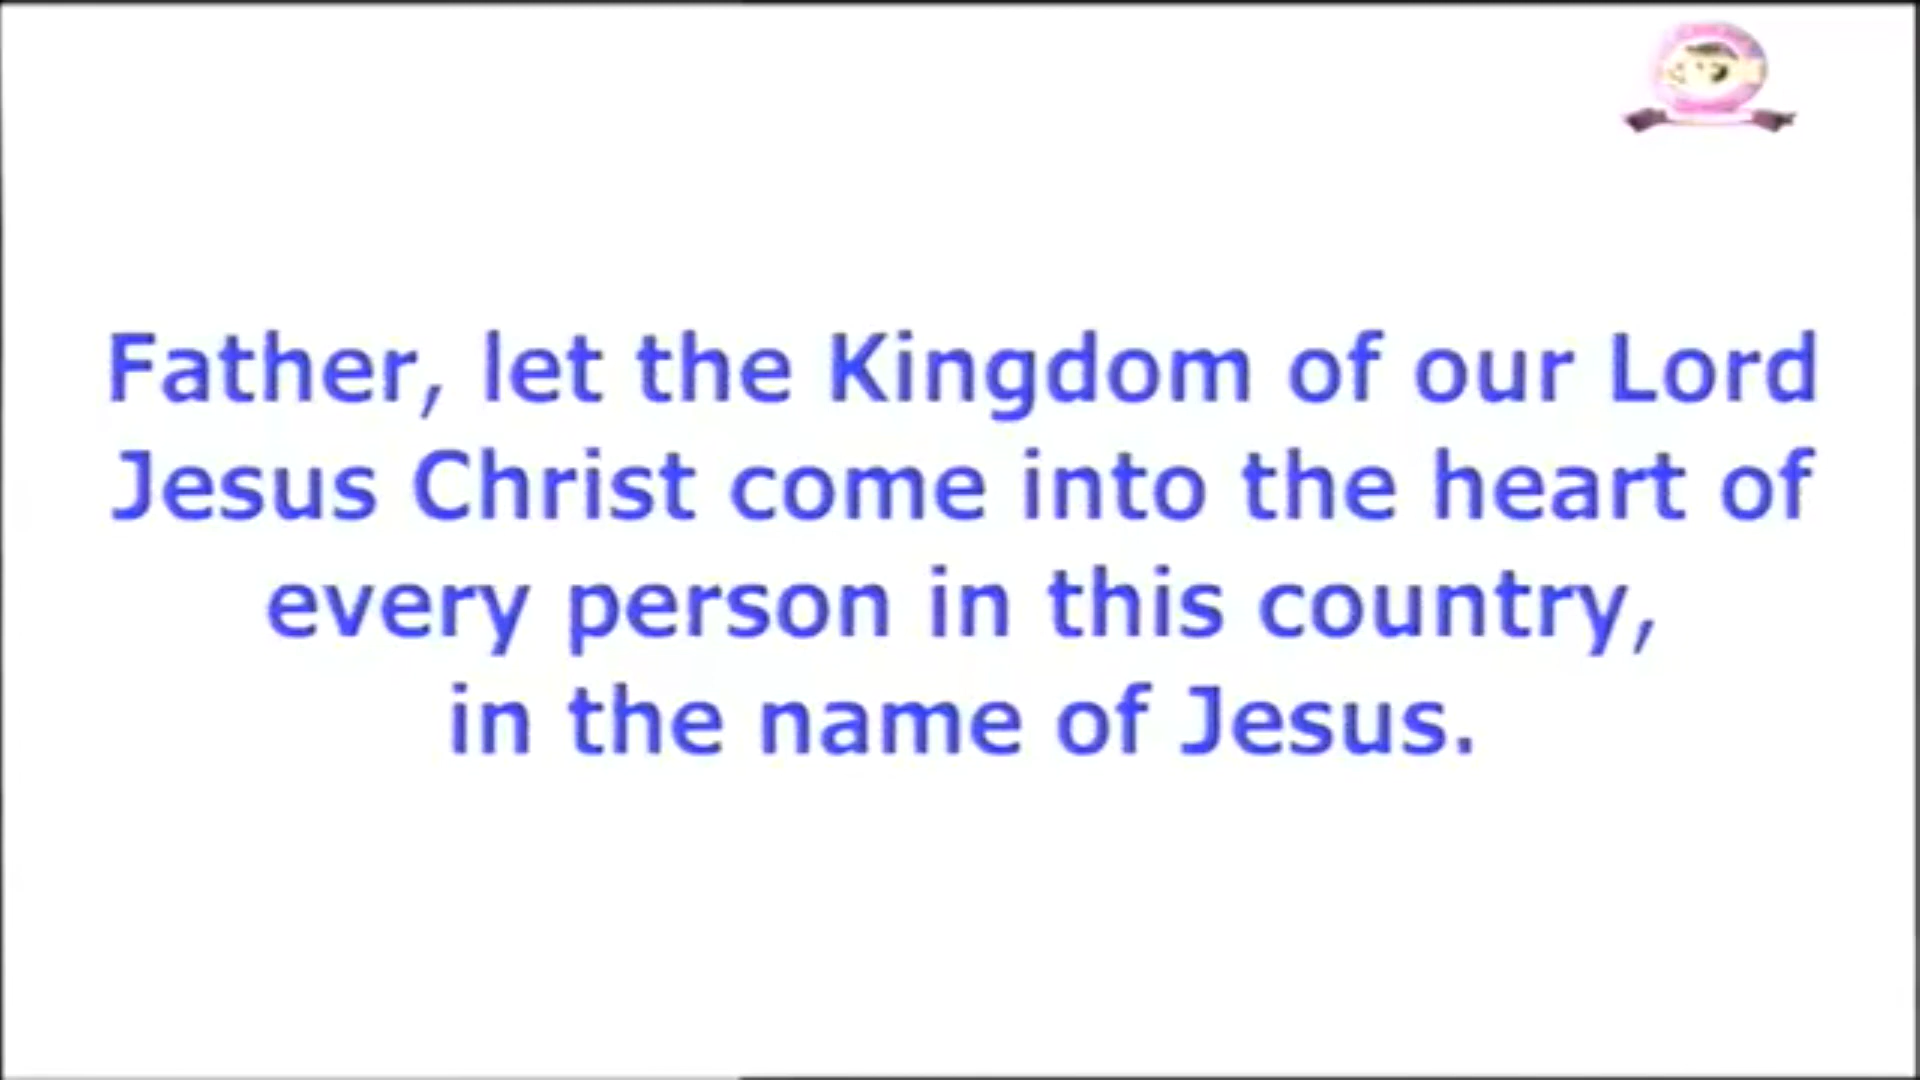 Father, let the Kingdom of our Lord
Jesus Christ come into the heart of
every person in this country,
in the name of Jesus.